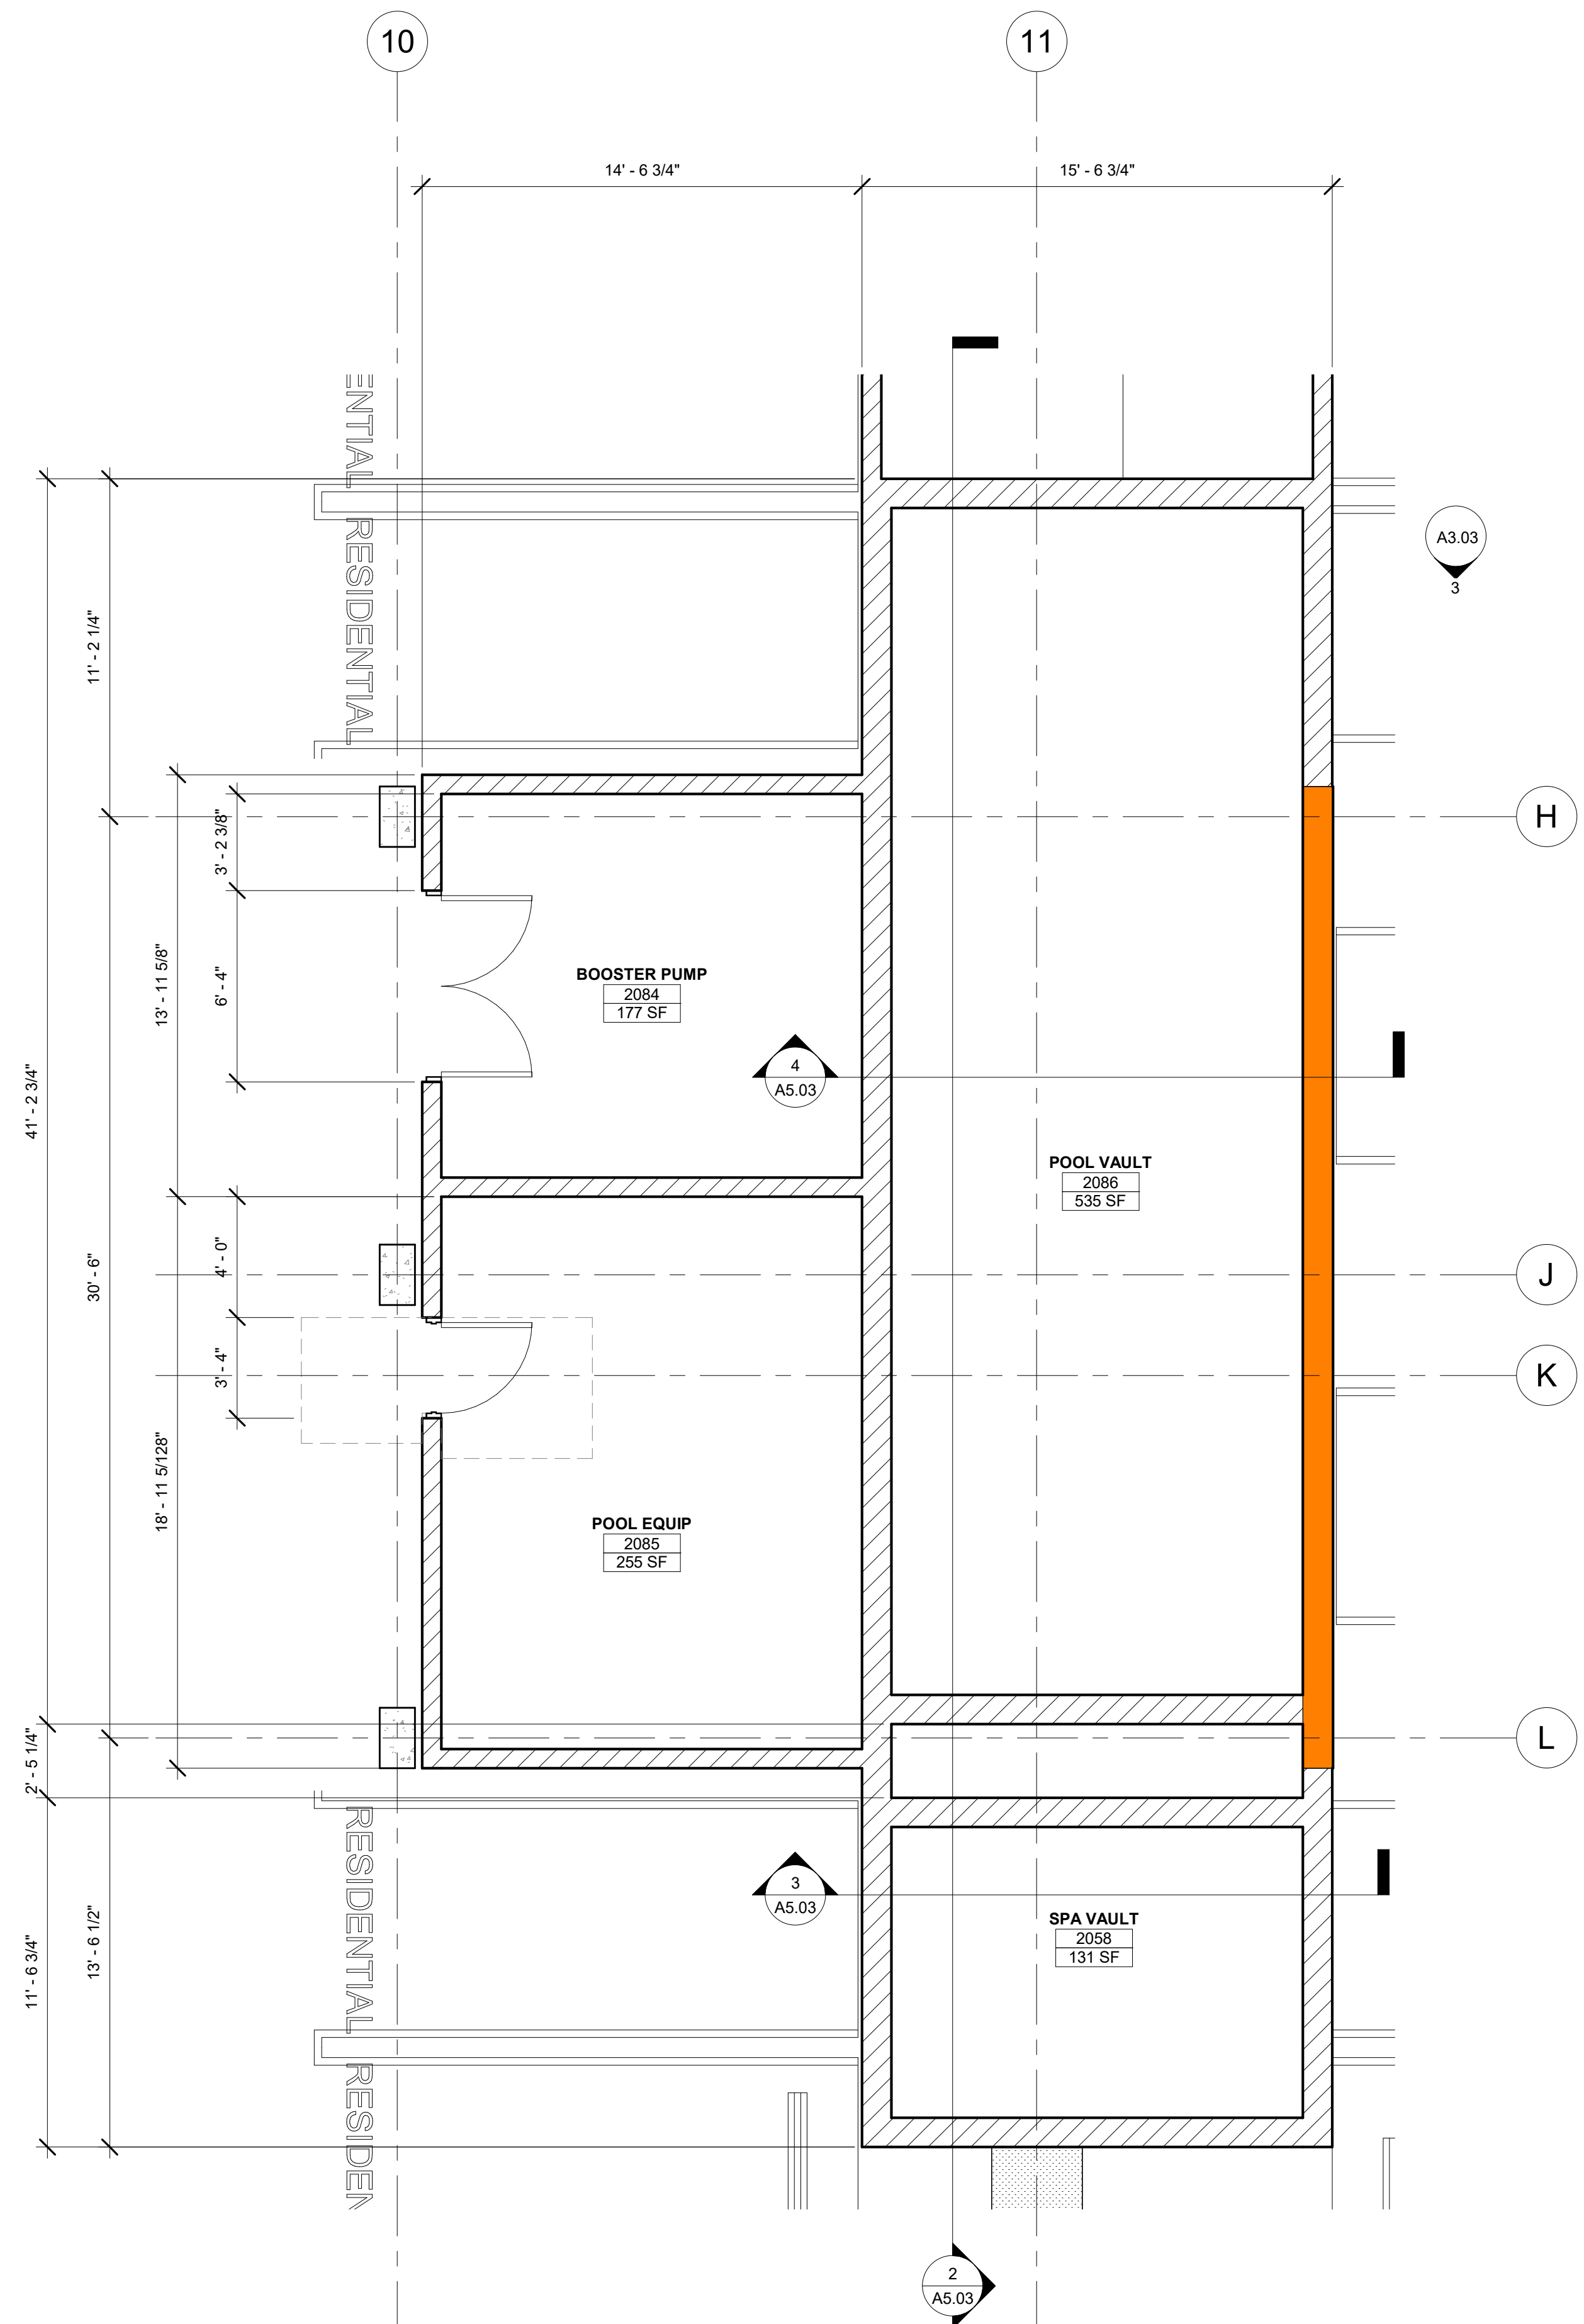 10
11
14' - 6 3/4"
15' - 6 3/4"
ENTIAL
RESIDENTIAL
A3.03
3
11' - 2 1/4"
H
3' - 2 3/8"
13' - 11 5/8"
6' - 4"
BOOSTER PUMP
2084
177 SF
4
A5.03
41' - 2 3/4"
POOL VAULT
2086
535 SF
30' - 6"
4' - 0"
J
3' - 4"
K
18' - 11 5/128"
POOL EQUIP
2085
255 SF
2' - 5 1/4"
L
RESIDENTIAL
3
A5.03
SPA VAULT
2058
131 SF
11' - 6 3/4"
13' - 6 1/2"
RESIDEN
2
A5.03